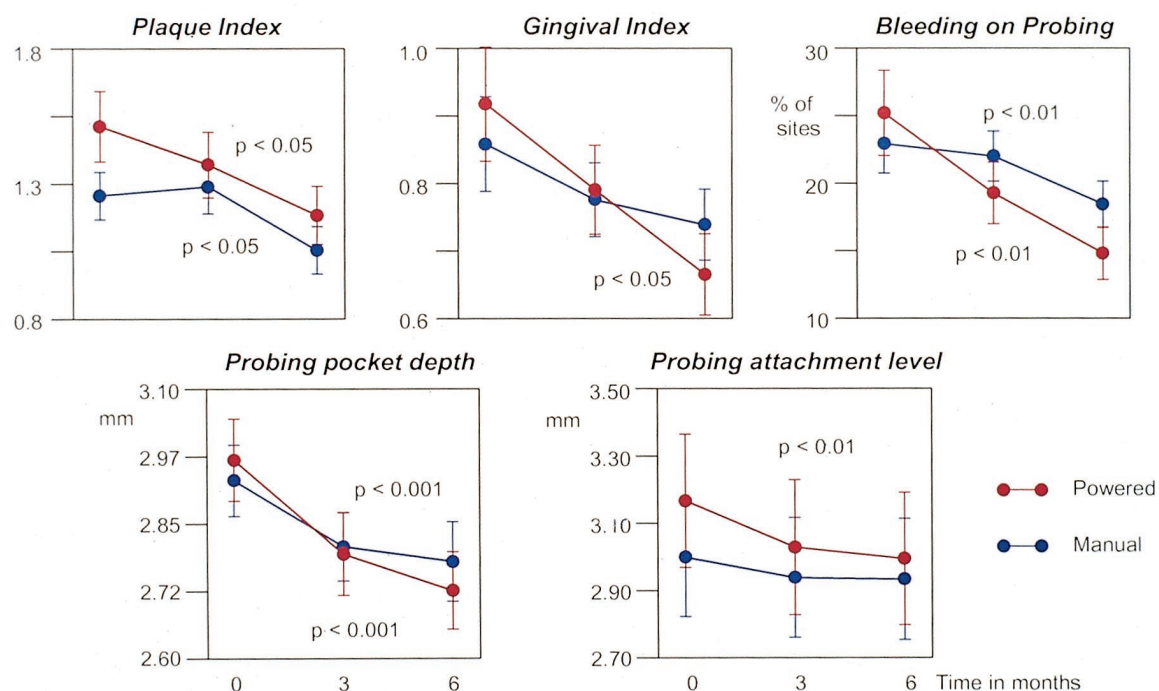 Plaque Index
1.8
1.3
0.8
p < 0.05
p < 0.05
Gingival Index
1.0
0.8
0.6
p < 0.05
Bleeding on Probing
30
% of
sites
20
10
p < 0.01
p < 0.01
Probing pocket depth
3.10
mm
2.97
2.85
2.72
2.60
p < 0.001
p < 0.001
0 3 6
Probing attachment level
3.50
mm
3.30
3.10
2.90
2.70
p < 0.01
0 3 6 Time in months
Powered
Manual